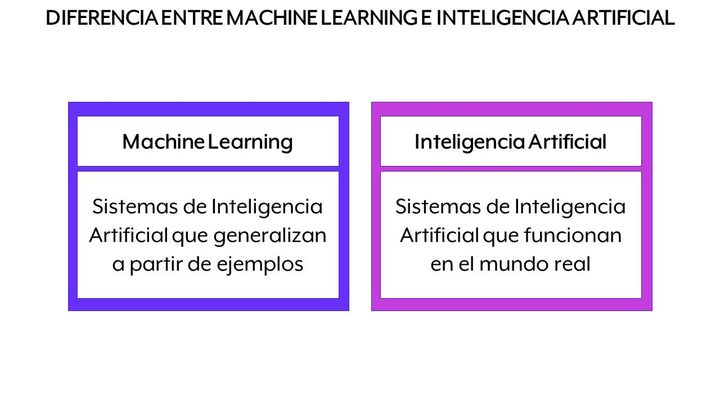 DIFERENCIA ENTRE MACHINE LEARNING E INTELIGENCIA ARTIFICIAL
Machine Learning
Sistemas de Inteligencia
Artificial que generalizan
a partir de ejemplos
Inteligencia Artificial
Sistemas de Inteligencia
Artificial que funcionan
en el mundo real